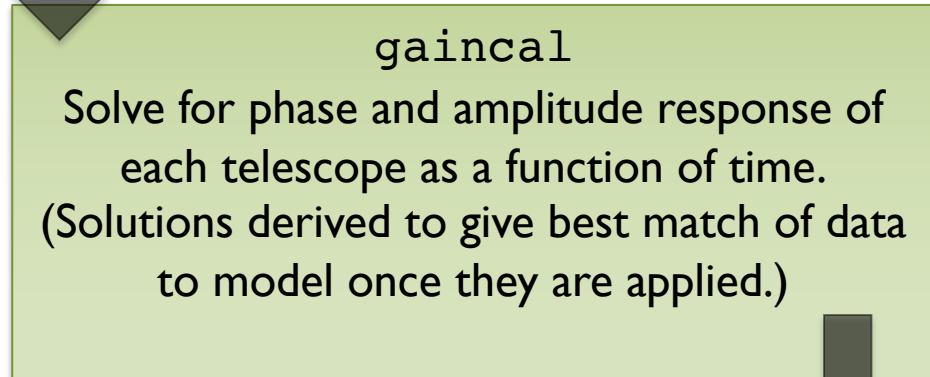 gaincal
Solve for phase and amplitude response of
each telescope as a function of time.
(Solutions derived to give best match of data
to model once they are applied.)